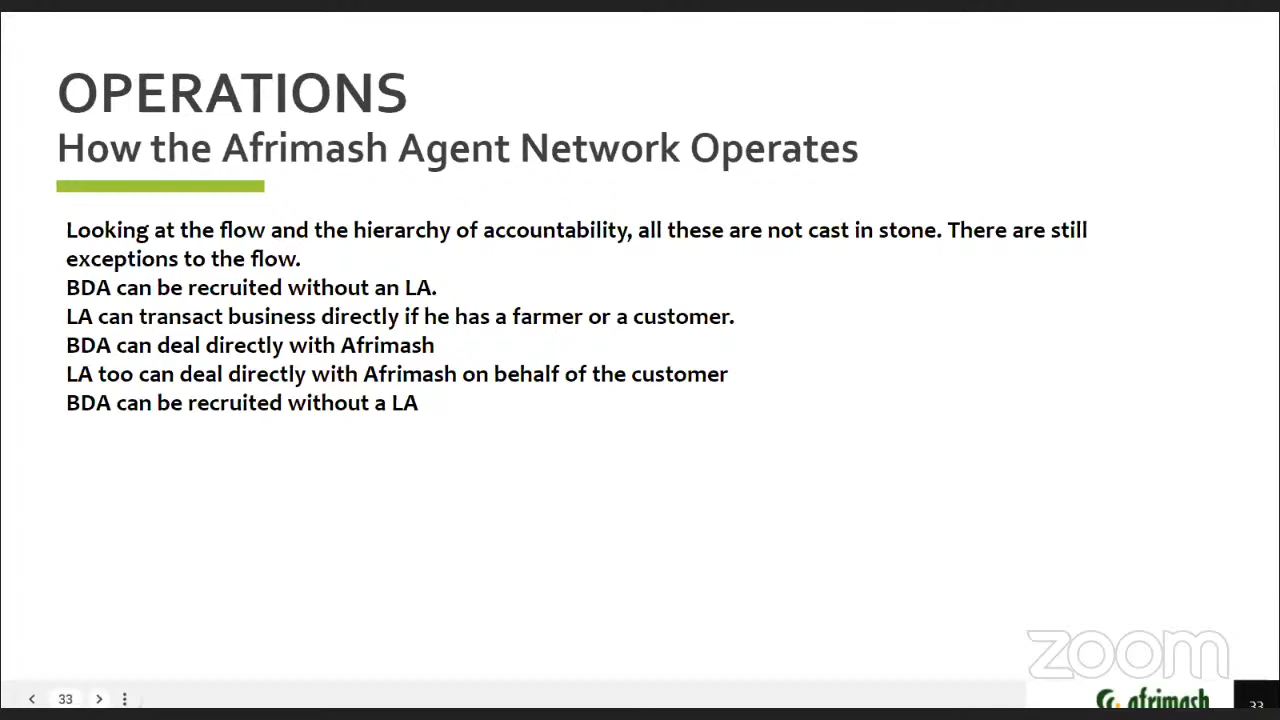 OPERATIONS
How the Afrimash Agent Network Operates
Looking at the flow and the hierarchy of accountability, all these are not cast in stone. There are still
exceptions to the flow.
BDA can be recruited without an LA.
LA can transact business directly if he has a farmer or a customer.
BDA can deal directly with Afrimash
LA too can deal directly with Afrimash on behalf of the customer
BDA can be recruited without a LA
zoom
33
afrimash
33